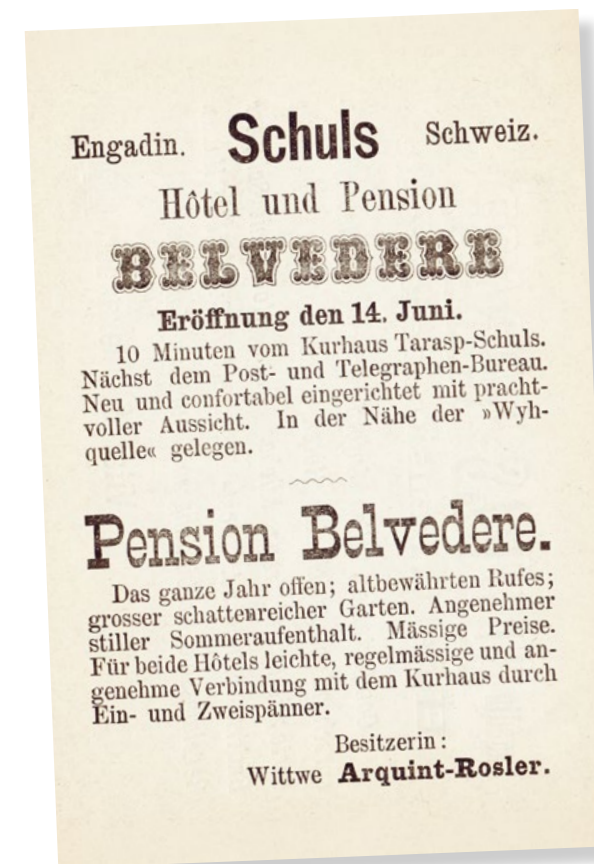 Engadin. Schuls Schweiz.
Hôtel und Pension
BELVEDERE
Eröffnung den 14. Juni.
10 Minuten vom Kurhaus Tarasp-Schuls.
Nächst dem Post- und Telegraphen-Bureau.
Neu und confortabel eingerichtet mit pracht-
voller Aussicht. In der Nähe der »Wyh-
quelle« gelegen.
Pension Belvedere.
Das ganze Jahr offen; altbewährten Rufes;
grosser schattenreicher Garten. Angenehmer
stiller Sommeraufenthalt. Mässige Preise.
Für beide Hôtels leichte, regelmässige und an-
genehme Verbindung mit dem Kurhaus durch
Ein- und Zweispänner.
Besitzerin:
Wittwe Arquint-Rosler.